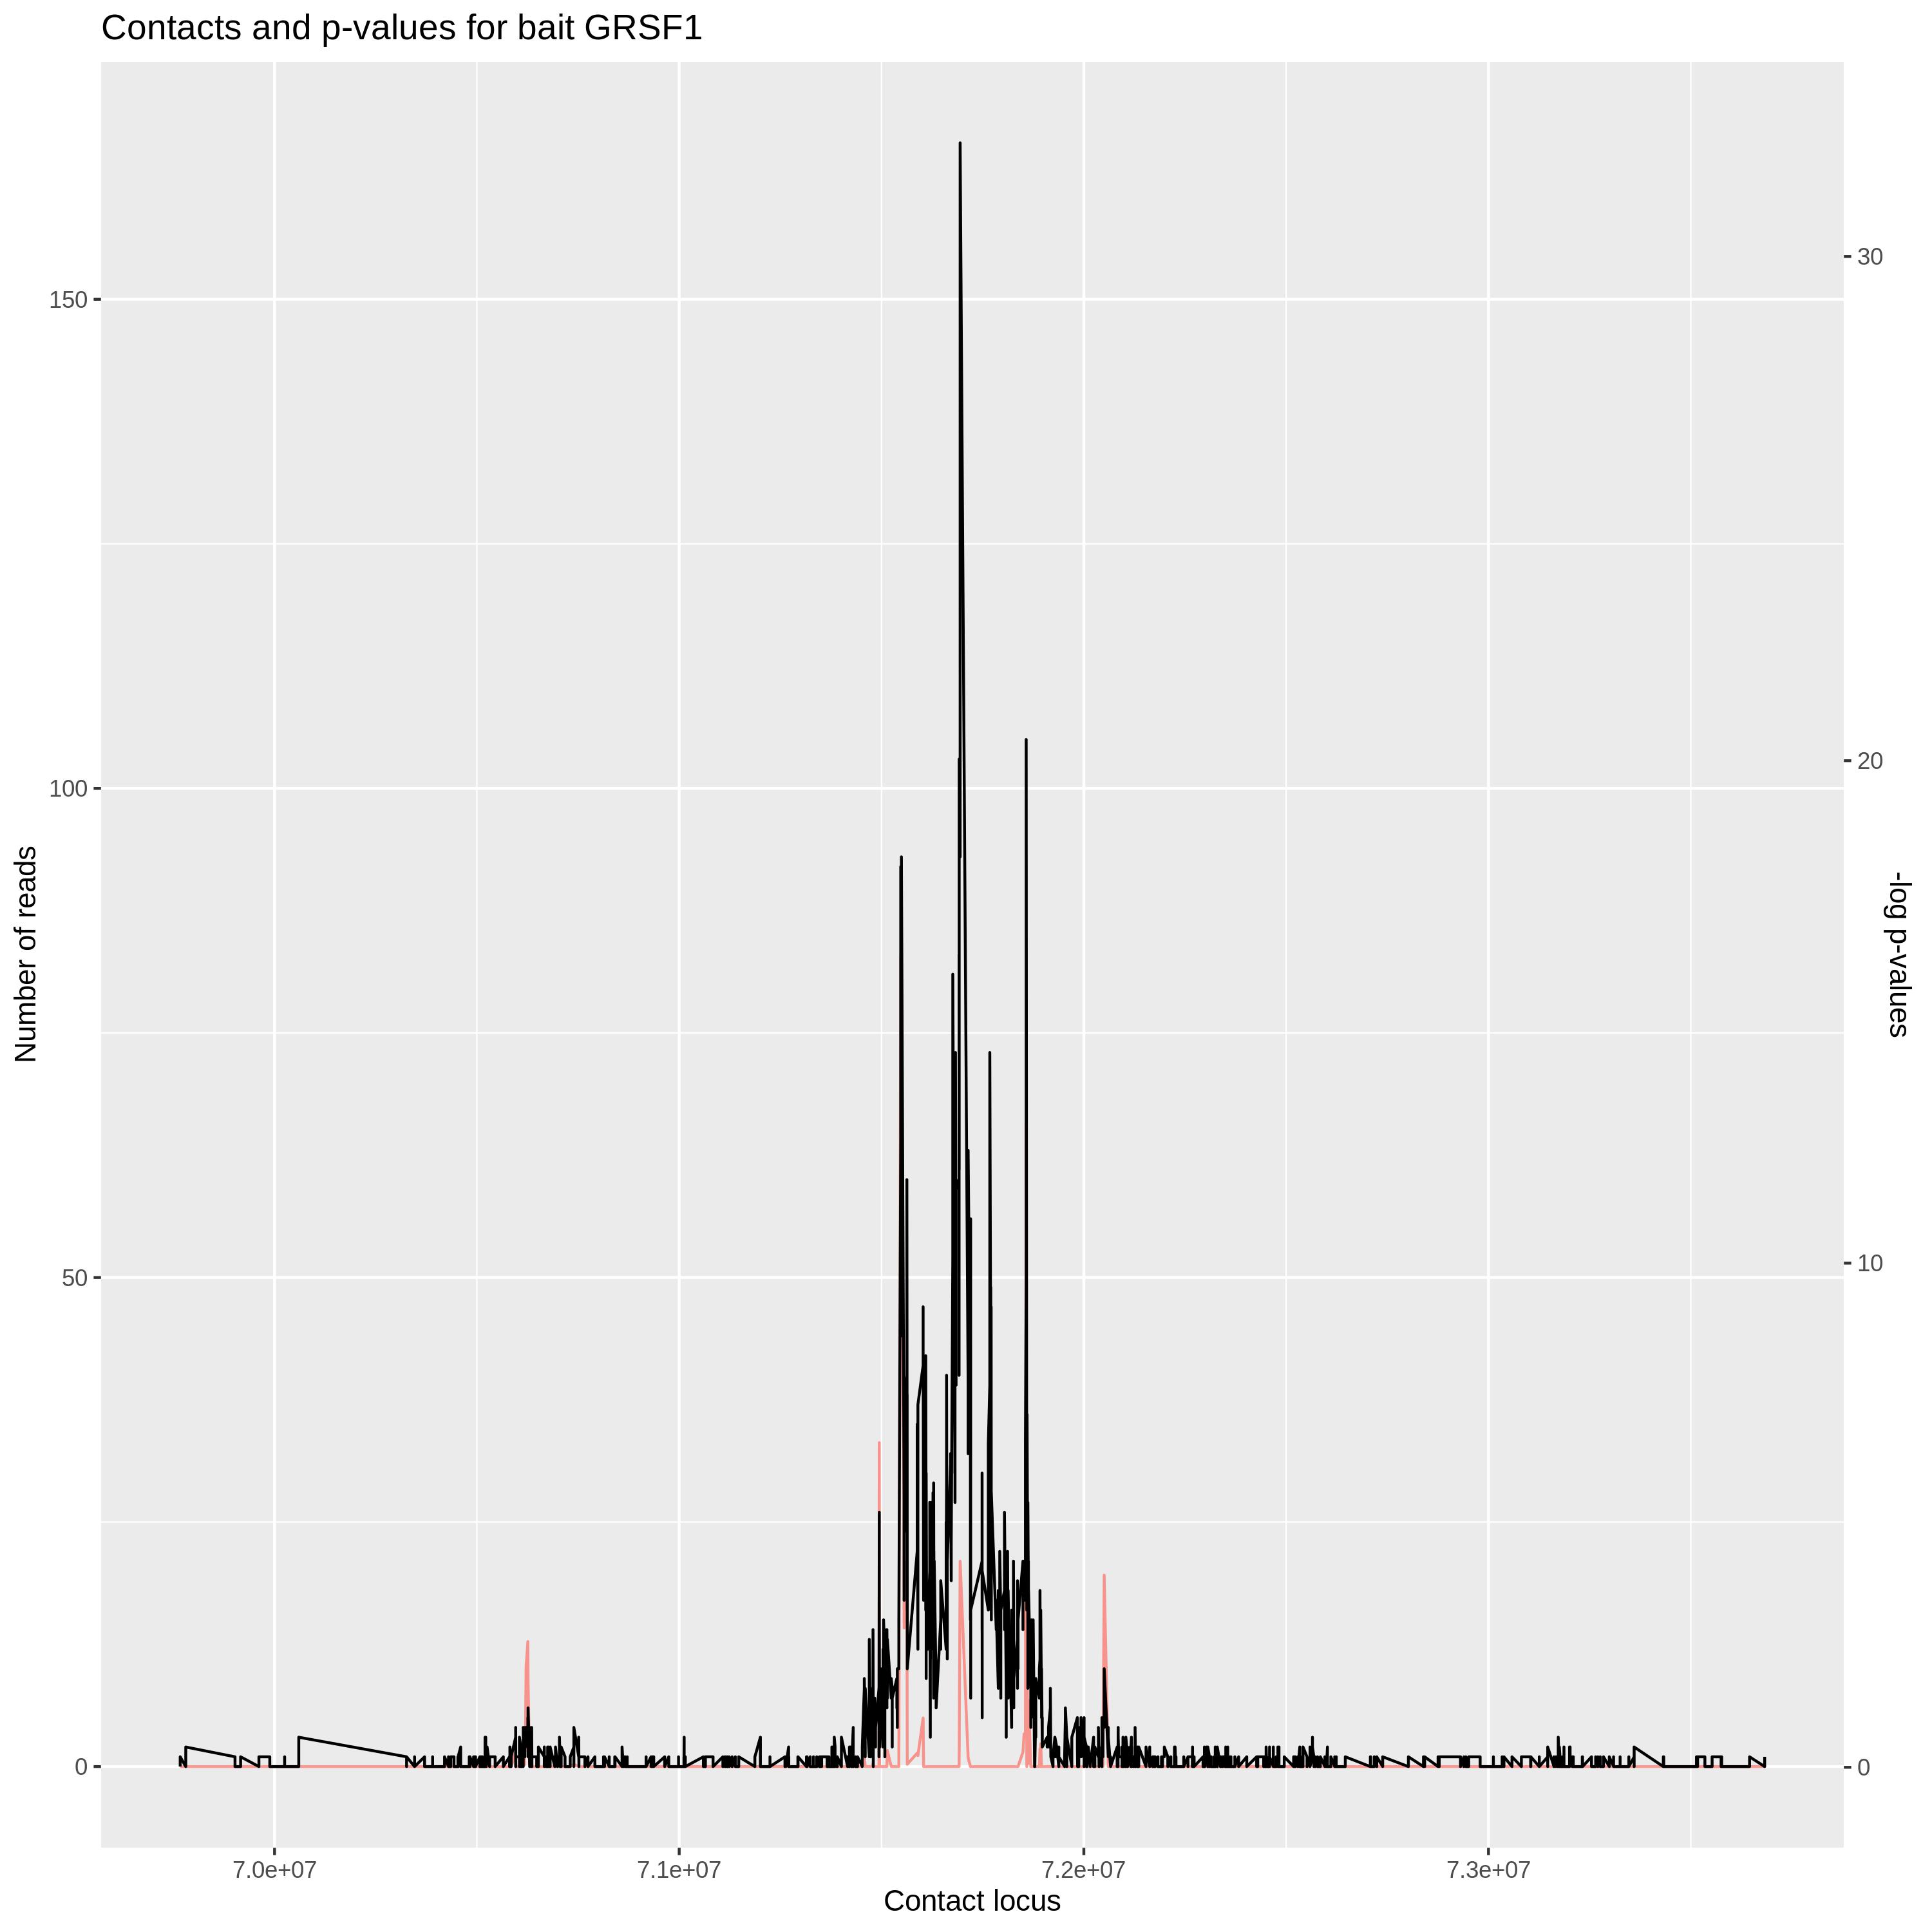 Contacts and p-values for bait GRSF1
150
100
50
0
30
20
10
0
Number of reads
-log p-values
7.0e+07
7.1e+07
7.2e+07
7.3e+07
Contact locus